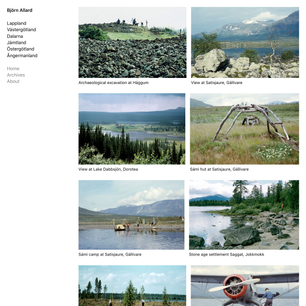 Björn Allard
Lappland
Västergötland
Dalarna
Jämtland
Östergötland
Ångermanland
Home
Archives
About
Archaeological excavation at Häggum
View at Satisjaure, Gällivare
View at Lake Dabbsjön, Dorotea
Sami hut at Satisjaure, Gällivare
Sámi camp at Satisjaure, Gällivare
Stone age settlement Saggat, Jokkmokk